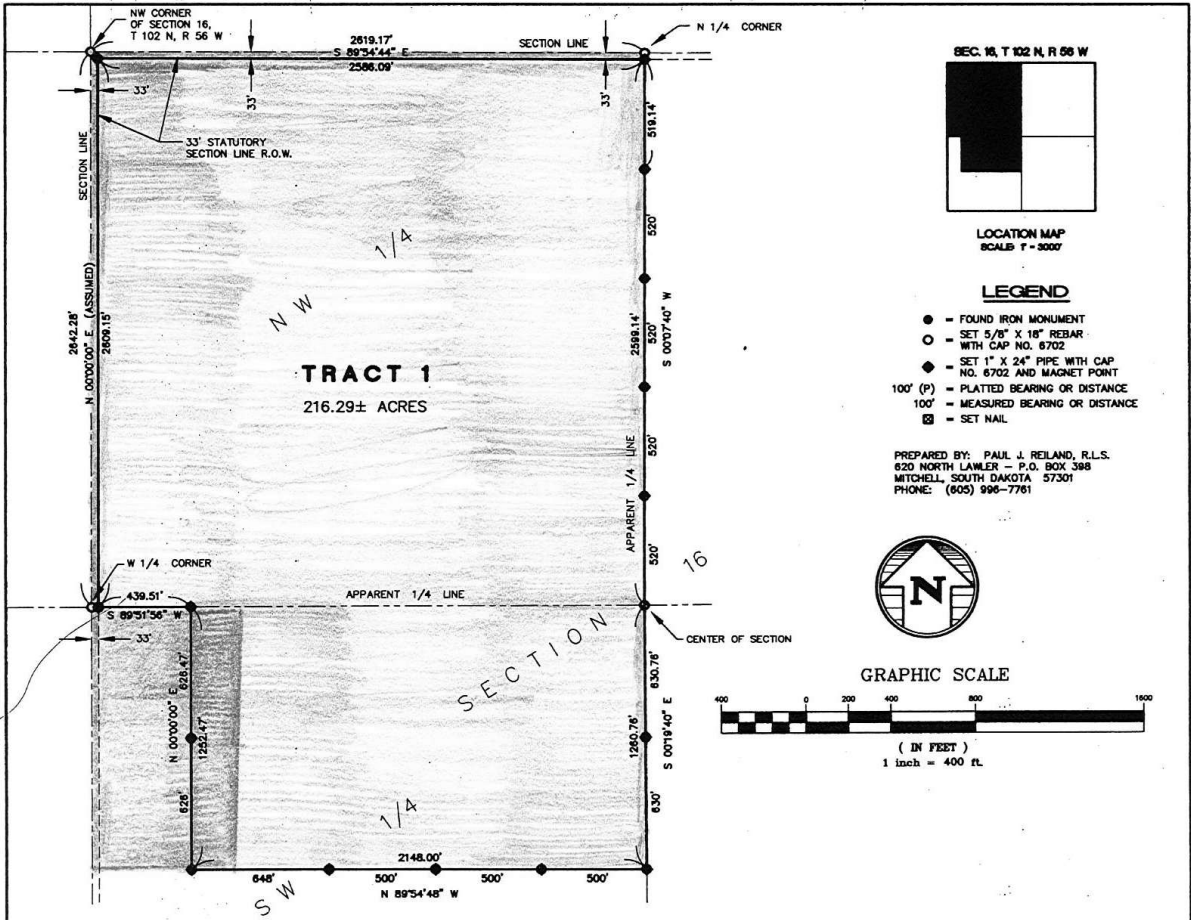 NW CORNER
OF SECTION 16,
T 102 N, R 56 W
2619.17'
S 89°54'44" E
2586.09'
SECTION LINE
N 1/4 CORNER
33'
33'
33'
33' STATUTORY
SECTION LINE R.O.W.
SECTION LINE
2642.28'
N 00°00'00" E (ASSUMED)
2609.15'
519.14'
520'
520'
520'
520'
2599.14'
S 00°07'40" W
APPARENT 1/4 LINE
NW 1/4
TRACT 1
216.29± ACRES
W 1/4 CORNER
439.51'
S 89°51'56" W
33'
APPARENT 1/4 LINE
CENTER OF SECTION
SECTION 16
626.47'
N 00°00'00" E
1252.47'
626'
630.76'
1260.76'
S 00°19'40" E
630'
SW 1/4
2148.00'
648'
500'
500'
500'
N 89°54'48" W
SEC. 16, T 102 N, R 56 W
LOCATION MAP
SCALE: 1" = 3000'
LEGEND
= FOUND IRON MONUMENT
= SET 5/8" X 18" REBAR
WITH CAP NO. 6702
= SET 1" X 24" PIPE WITH CAP
NO. 6702 AND MAGNET POINT
100' (P) = PLATTED BEARING OR DISTANCE
100' = MEASURED BEARING OR DISTANCE
= SET NAIL
PREPARED BY: PAUL J. REILAND, R.L.S.
620 NORTH LAWLER – P.O. BOX 398
MITCHELL, SOUTH DAKOTA 57301
PHONE: (605) 996–7761
N
GRAPHIC SCALE
400 0 200 400 800 1600
( IN FEET )
1 inch = 400 ft.